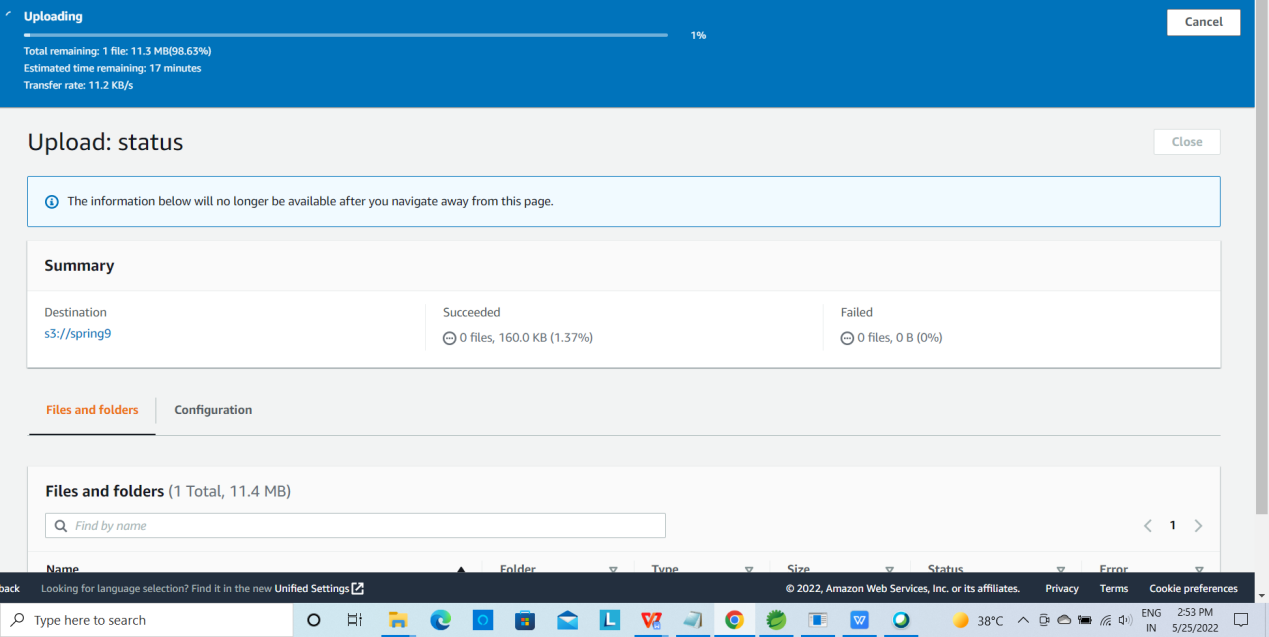 Uploading
Cancel
1%
Total remaining: 1 file: 11.3 MB(98.63%)
Estimated time remaining: 17 minutes
Transfer rate: 11.2 KB/s
Upload: status
Close
The information below will no longer be available after you navigate away from this page.
Summary
Destination
s3://spring9
Succeeded
0 files, 160.0 KB (1.37%)
Failed
0 files, 0 B (0%)
Files and folders
Configuration
Files and folders (1 Total, 11.4 MB)
Find by name
1
Name Folder Type Size Status Error
back Looking for language selection? Find it in the new Unified Settings © 2022, Amazon Web Services, Inc. or its affiliates. Privacy Terms Cookie preferences
Type here to search
L
W
38°C
ENG
IN
2:53 PM
5/25/2022